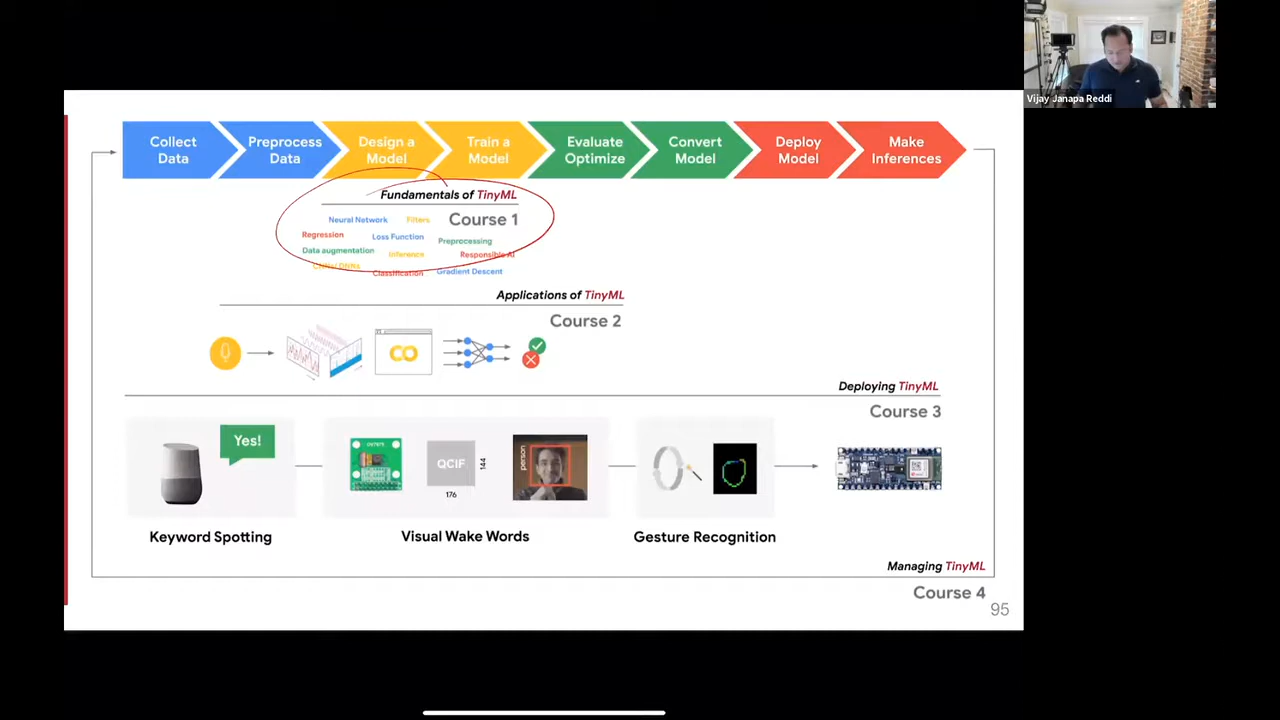 Vijay Janapa Reddi
Collect
Data
Preprocess
Data
Design a
Model
Train a
Model
Evaluate
Optimize
Convert
Model
Deploy
Model
Make
Inferences
Fundamentals of TinyML
Course 1
Neural Network
Filters
Regression
Loss Function
Preprocessing
Data augmentation
Inference
Responsible AI
CNNs/ DNNs
Classification
Gradient Descent
Applications of TinyML
Course 2
Deploying TinyML
Course 3
Yes!
QCIF
144
176
person
Keyword Spotting
Visual Wake Words
Gesture Recognition
Managing TinyML
Course 4
95